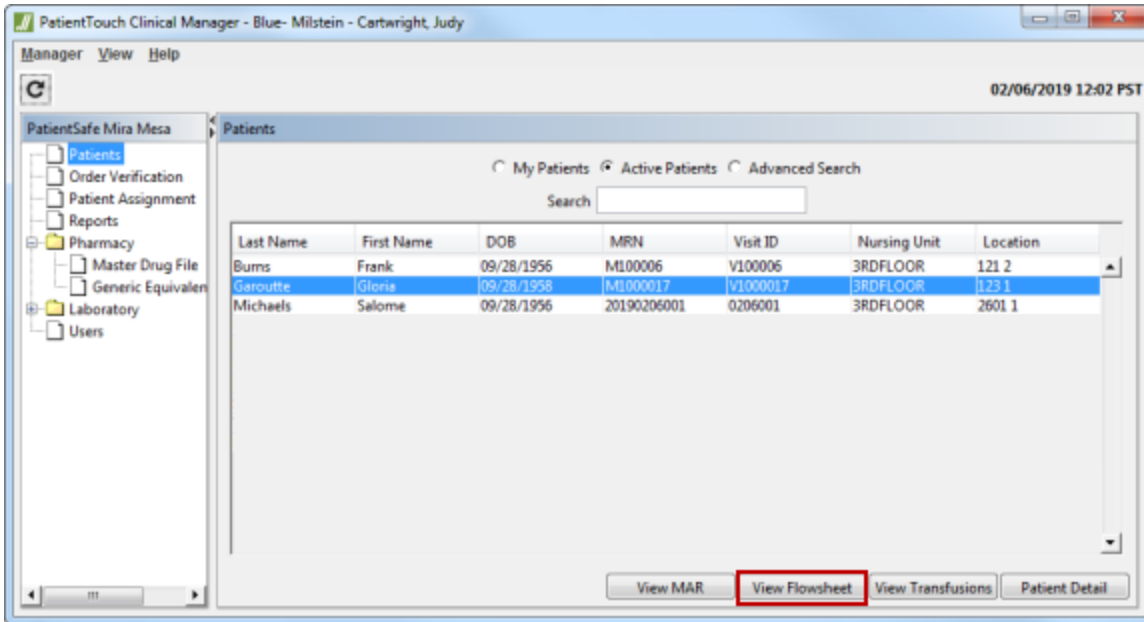 PatientTouch Clinical Manager - Blue- Milstein - Cartwright, Judy
Manager View Help
02/06/2019 12:02 PST
PatientSafe Mira Mesa
Patients
Order Verification
Patient Assignment
Reports
Pharmacy
Master Drug File
Generic Equivalen
Laboratory
Users
Patients
My Patients Active Patients Advanced Search
Search
Last Name First Name DOB MRN Visit ID Nursing Unit Location
Burns Frank 09/28/1956 M100006 V100006 3RDFLOOR 121 2
Garoutte Gloria 09/28/1958 M1000017 V1000017 3RDFLOOR 123 1
Michaels Salome 09/28/1956 20190206001 0206001 3RDFLOOR 2601 1
View MAR View Flowsheet View Transfusions Patient Detail